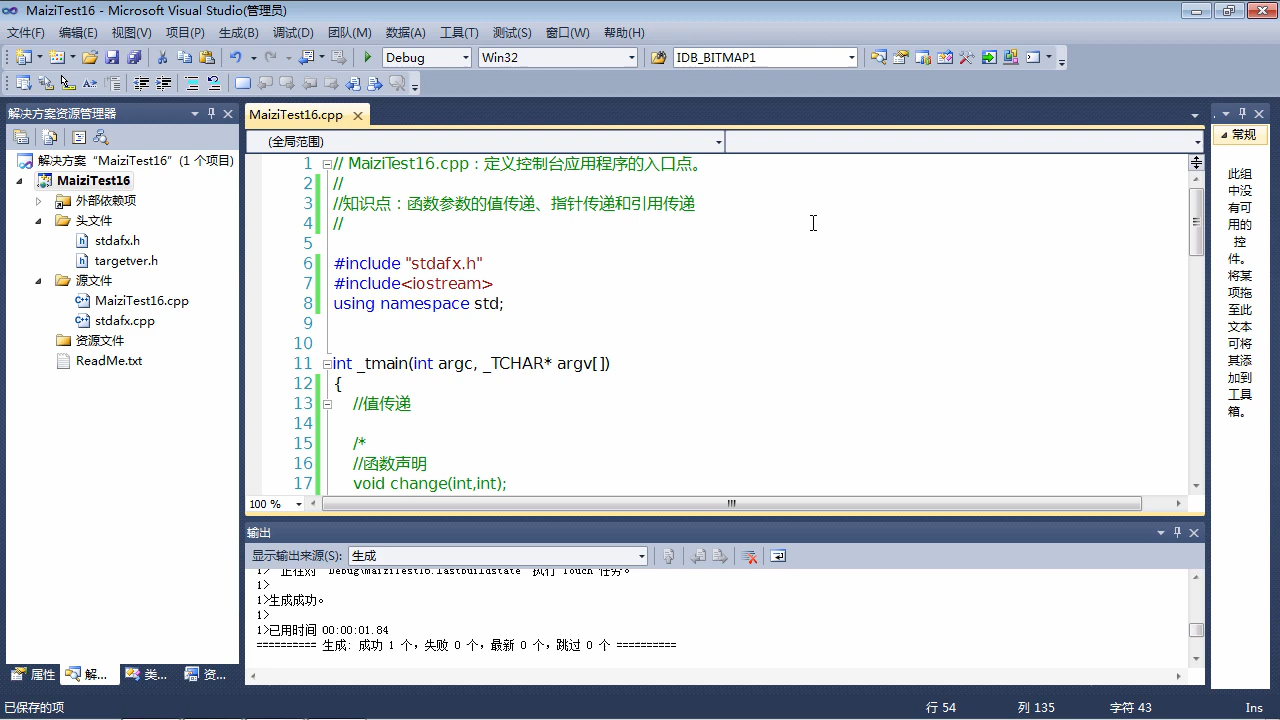 MaiziTest16 - Microsoft Visual Studio(管理员)
文件(F) 编辑(E) 视图(V) 项目(P) 生成(B) 调试(D) 团队(M) 数据(A) 工具(T) 测试(S) 窗口(W) 帮助(H)
Debug Win32 IDB_BITMAP1
解决方案资源管理器
解决方案“MaiziTest16”(1 个项目)
MaiziTest16
外部依赖项
头文件
stdafx.h
targetver.h
源文件
MaiziTest16.cpp
stdafx.cpp
资源文件
ReadMe.txt
属性 解... 类... 资...
MaiziTest16.cpp
(全局范围)
1 // MaiziTest16.cpp : 定义控制台应用程序的入口点。
2 //
3 //知识点：函数参数的值传递、指针传递和引用传递
4 //
5
6 #include "stdafx.h"
7 #include<iostream>
8 using namespace std;
9
10
11 int _tmain(int argc, _TCHAR* argv[])
12 {
13 //值传递
14
15 /*
16 //函数声明
17 void change(int,int);
100 %
输出
显示输出来源(S): 生成
1> 正在对“Debug\MaiziTest16.lastbuildstate”执行 Touch 任务。
1>
1>生成成功。
1>
1>已用时间 00:00:01.84
========== 生成: 成功 1 个，失败 0 个，最新 0 个，跳过 0 个 ==========
常规
此组
中没
有可
用的
控
件。
将某
项拖
至此
文本
可将
其添
加到
工具
箱。
已保存的项 行 54 列 135 字符 43 Ins